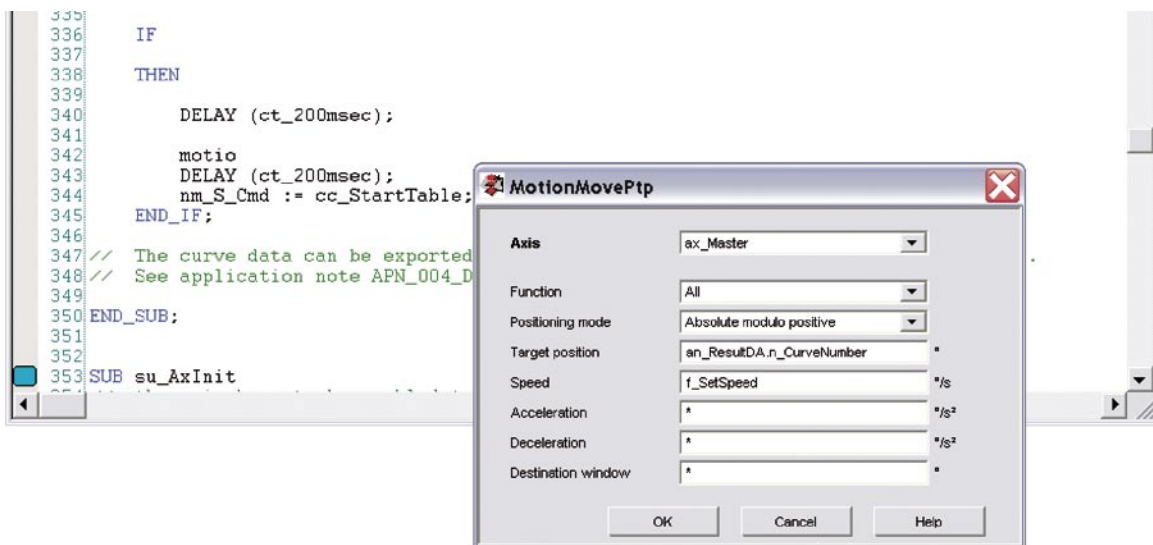 335
336 IF
337
338 THEN
339
340 DELAY (ct_200msec);
341
342 motio
343 DELAY (ct_200msec);
344 nm_S_Cmd := cc_StartTable;
345 END_IF;
346
347 // The curve data can be exported .
348 // See application note APN_004_D
349
350 END_SUB;
351
352
353 SUB su_AxInit
MotionMovePtp
Axis ax_Master
Function All
Positioning mode Absolute modulo positive
Target position an_ResultDA.n_CurveNumber °
Speed f_SetSpeed °/s
Acceleration * °/s²
Deceleration * °/s²
Destination window * °
OK Cancel Help